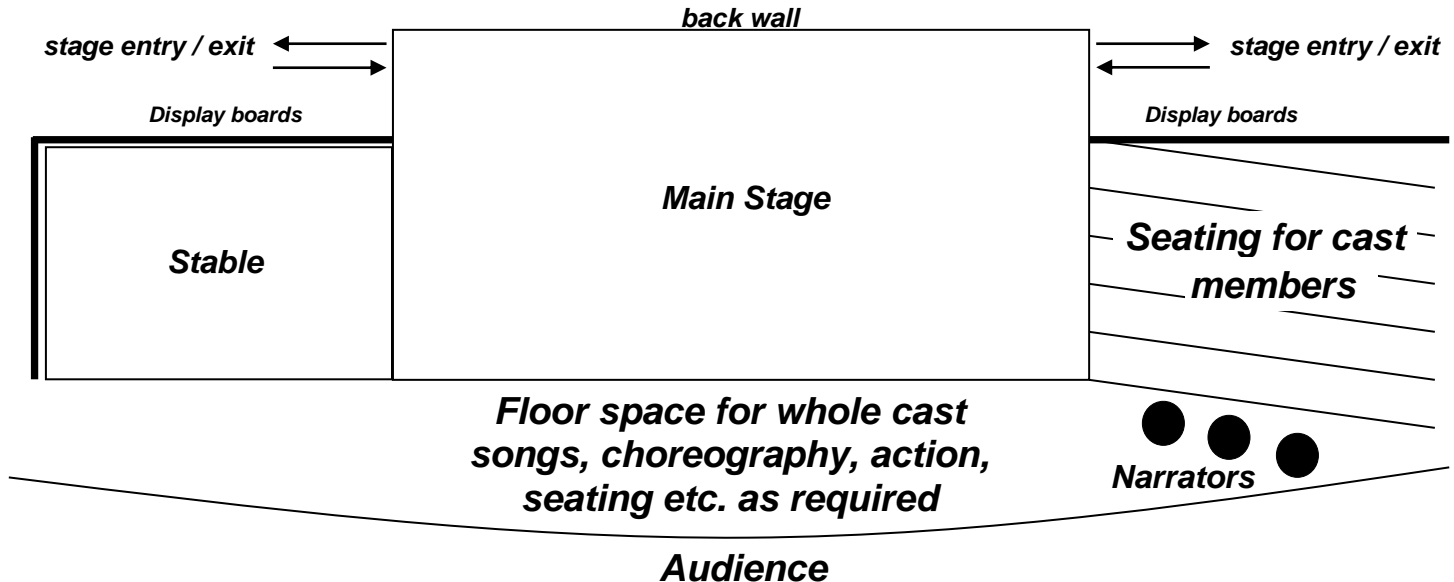 back wall
stage entry / exit
stage entry / exit
Display boards
Display boards
Main Stage
Stable
Seating for cast
members
Floor space for whole cast
songs, choreography, action,
seating etc. as required
Narrators
Audience